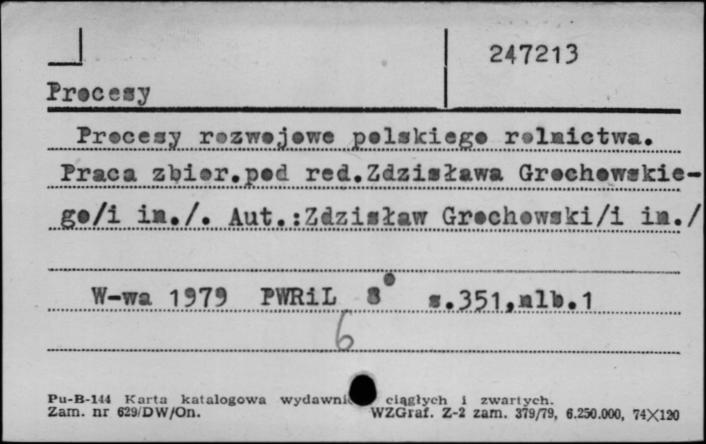 247213
Procesy
Procesy rozwojowe polskiego rolnictwa.
Praca zbior.pod red.Zdzisława Grochowskie-
go/i in./. Aut.:Zdzisław Grochowski/i in./
W-wa 1979 PWRiL 8° s.351,nlb.1
6
Pu-B-144 Karta katalogowa ciągłych i zwartych.
Zam. nr 629/DW/On. WZGraf. Z-2 zam. 379/79, 6.250.000, 74X120